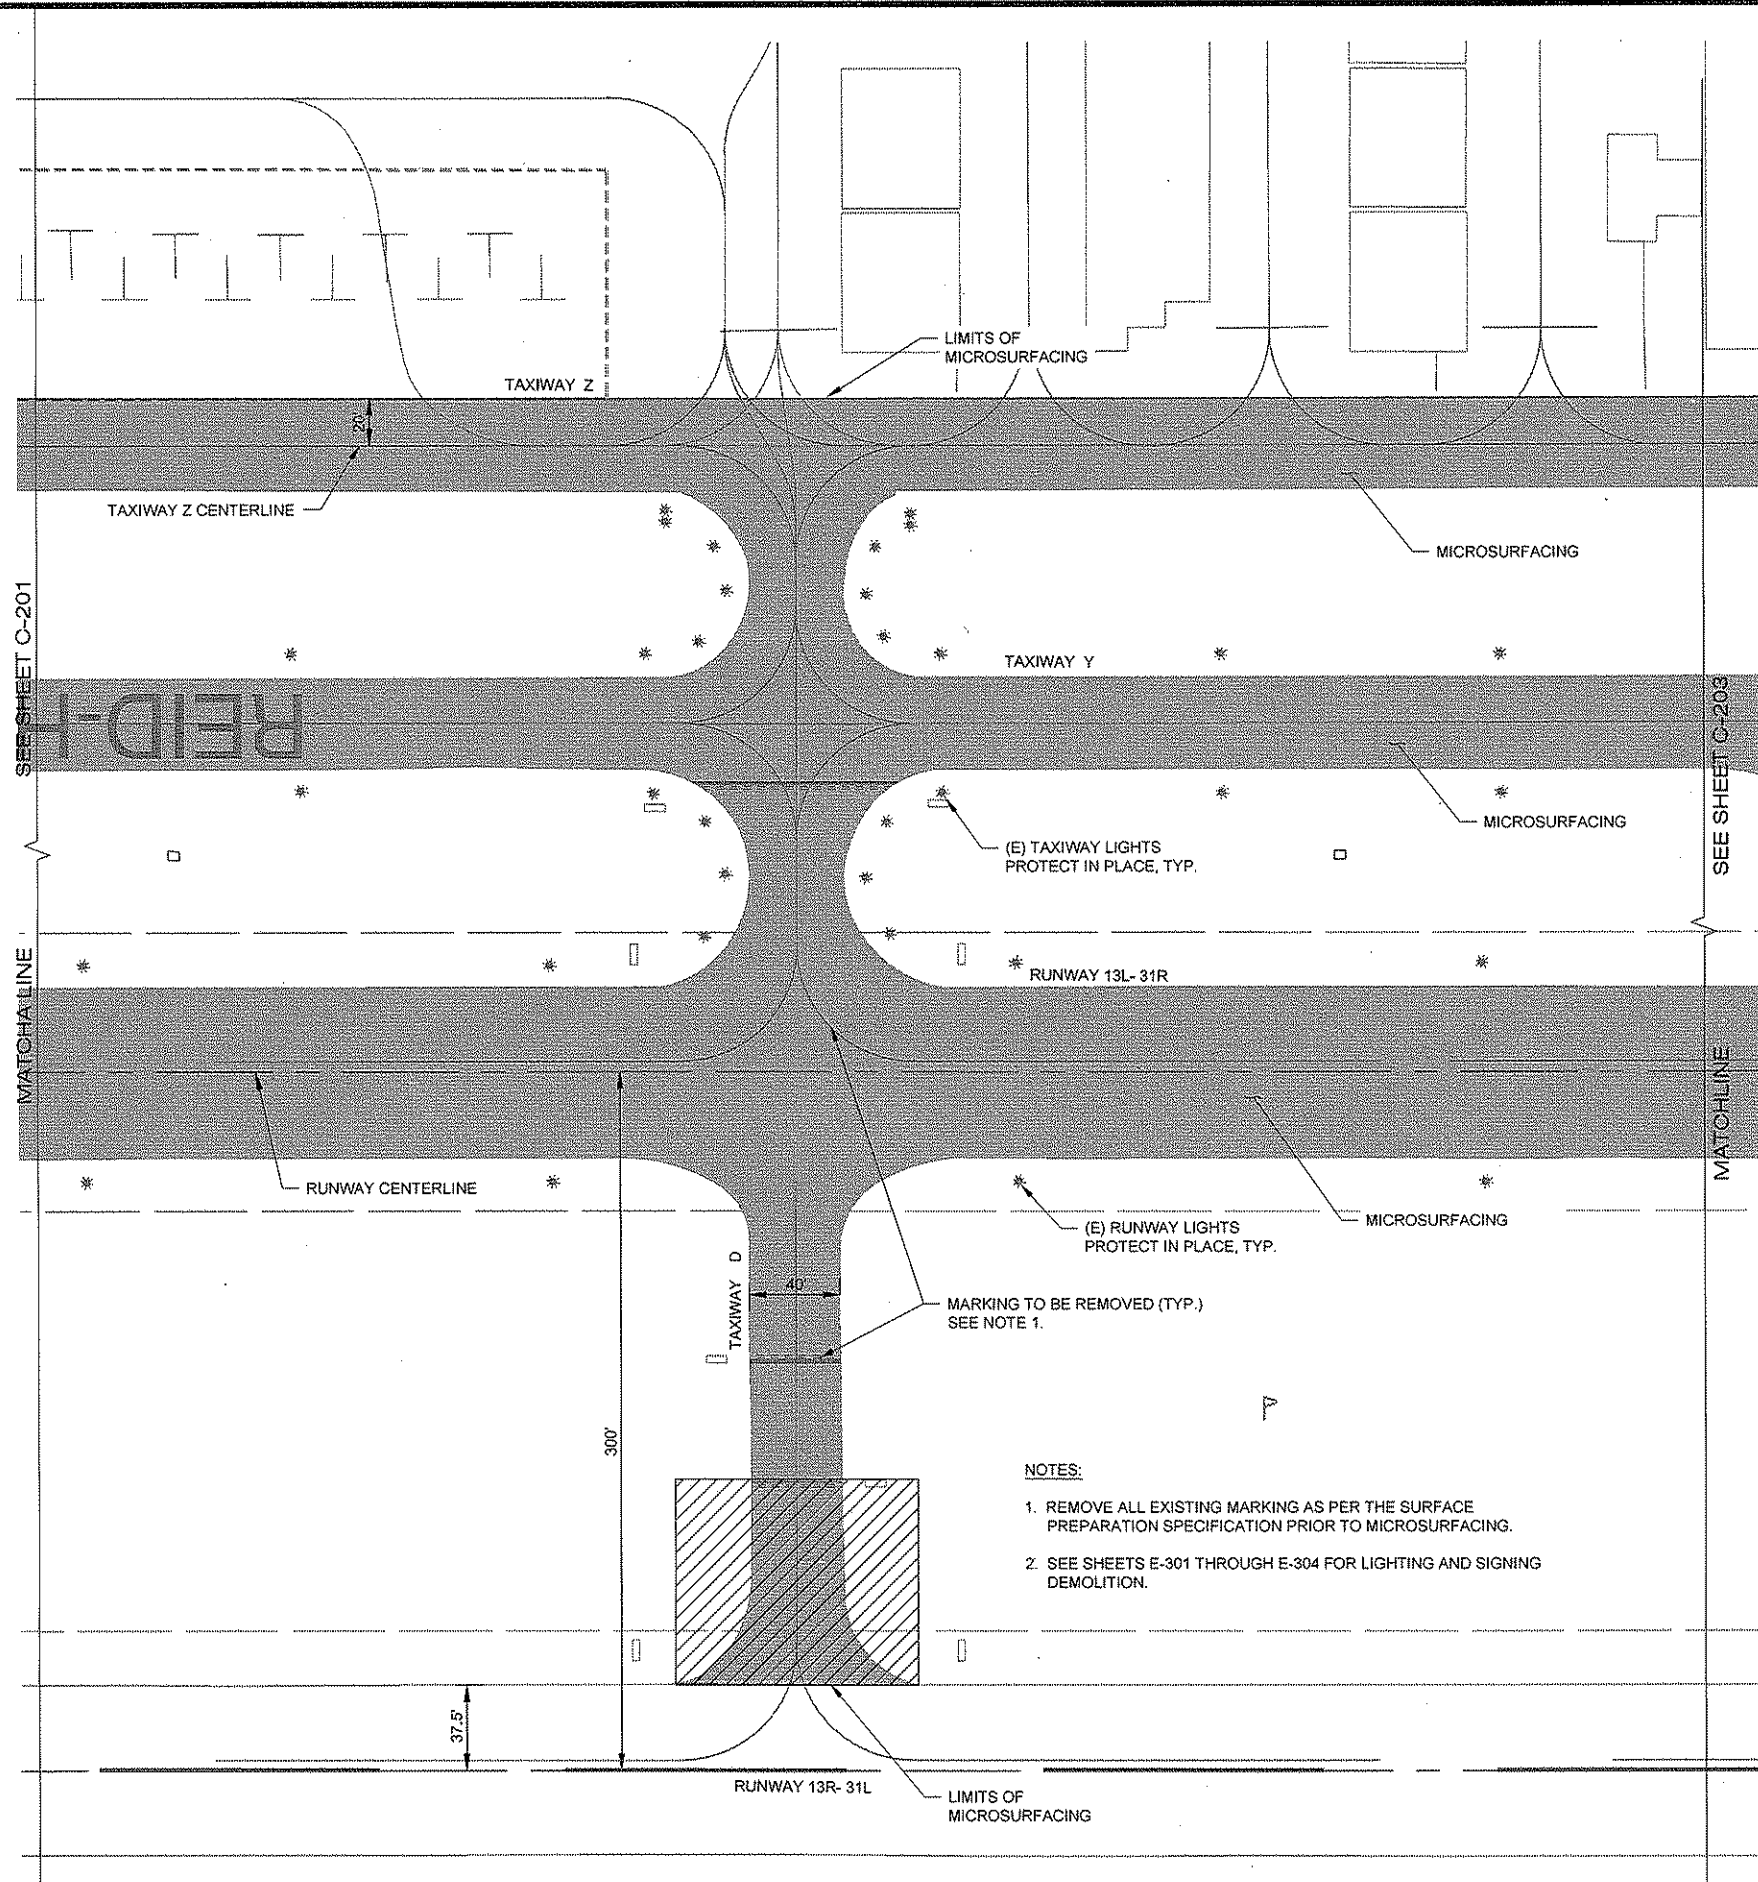 LIMITS OF
MICROSURFACING
TAXIWAY Z
20'
TAXIWAY Z CENTERLINE
MICROSURFACING
SEE SHEET C-201
TAXIWAY Y
REID-H
SEE SHEET C-203
MICROSURFACING
(E) TAXIWAY LIGHTS
PROTECT IN PLACE, TYP.
MATCHALINE
RUNWAY 13L- 31R
MATCHLINE
RUNWAY CENTERLINE
MICROSURFACING
(E) RUNWAY LIGHTS
PROTECT IN PLACE, TYP.
TAXIWAY D
40'
MARKING TO BE REMOVED (TYP.)
SEE NOTE 1.
300'
NOTES:
1. REMOVE ALL EXISTING MARKING AS PER THE SURFACE
PREPARATION SPECIFICATION PRIOR TO MICROSURFACING.
2. SEE SHEETS E-301 THROUGH E-304 FOR LIGHTING AND SIGNING
DEMOLITION.
37.5'
RUNWAY 13R- 31L
LIMITS OF
MICROSURFACING